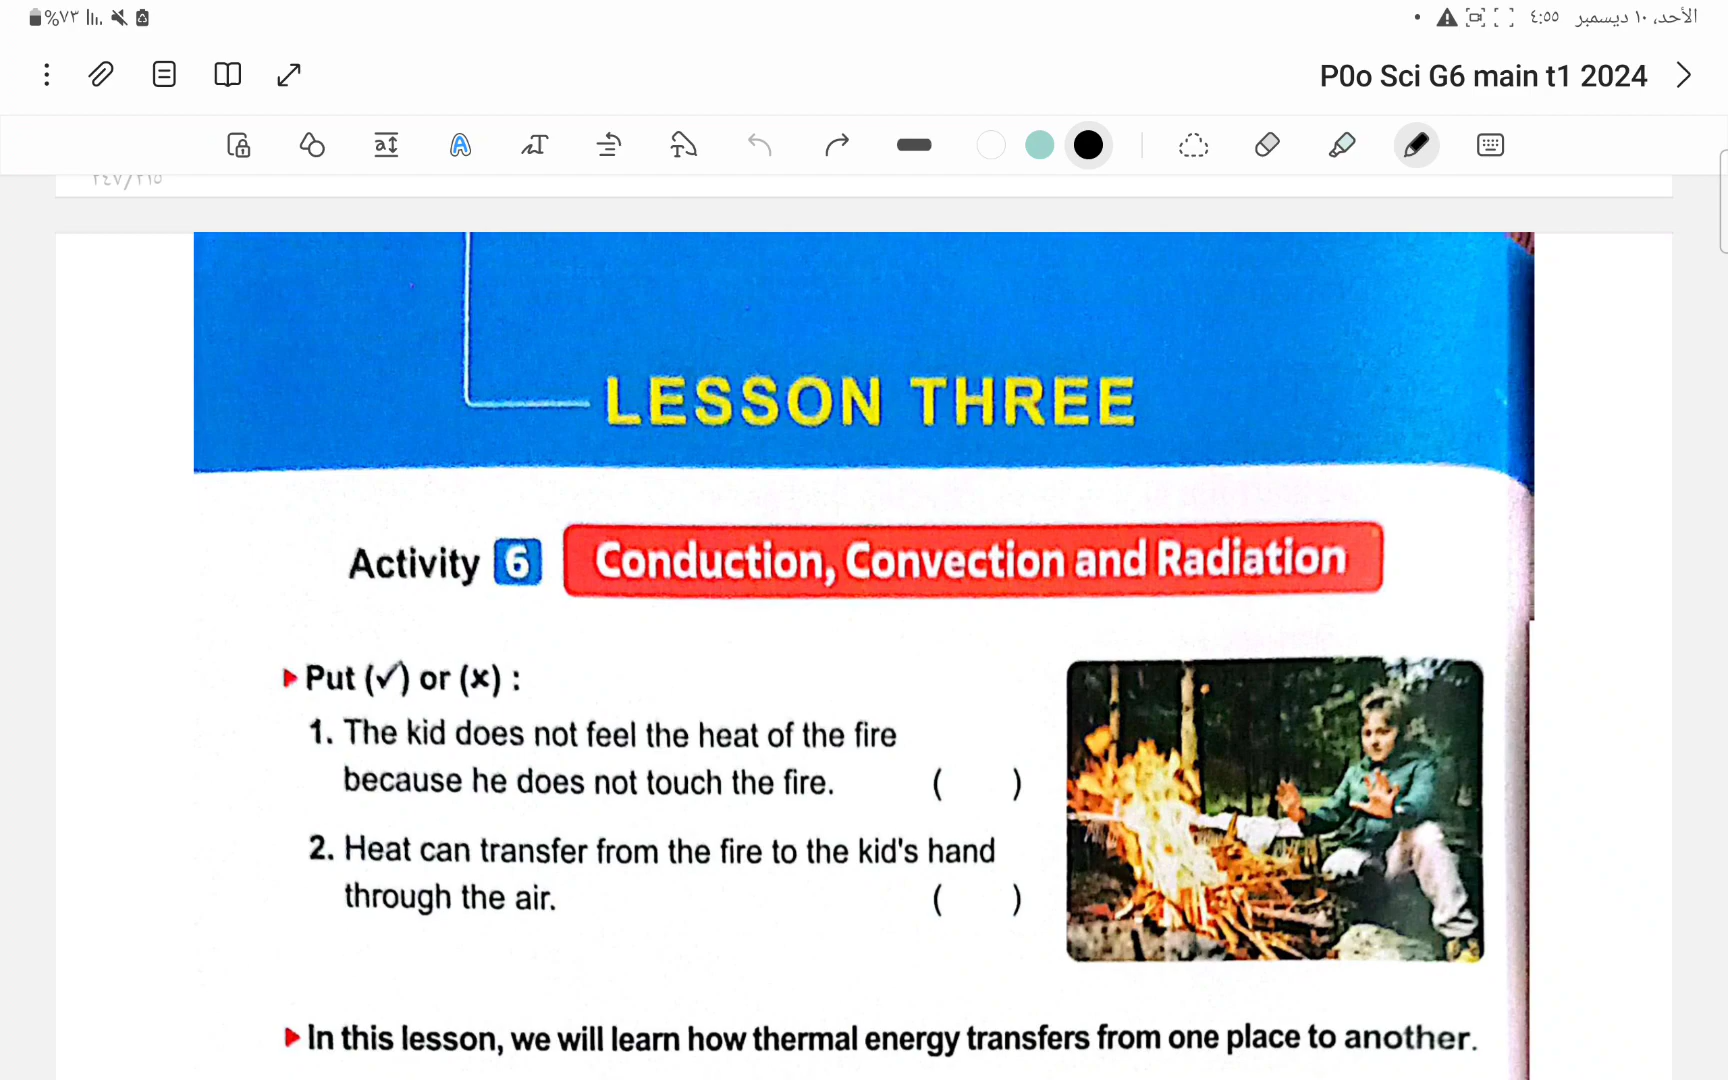 %٧٣
الأحد، ١٠ ديسمبر ٤:٥٥
P0o Sci G6 main t1 2024
٢٤٧/٢١٥
LESSON THREE
Activity 6 Conduction, Convection and Radiation
Put (✓) or (×) :
1. The kid does not feel the heat of the fire
because he does not touch the fire. ( )
2. Heat can transfer from the fire to the kid's hand
through the air. ( )
In this lesson, we will learn how thermal energy transfers from one place to another.